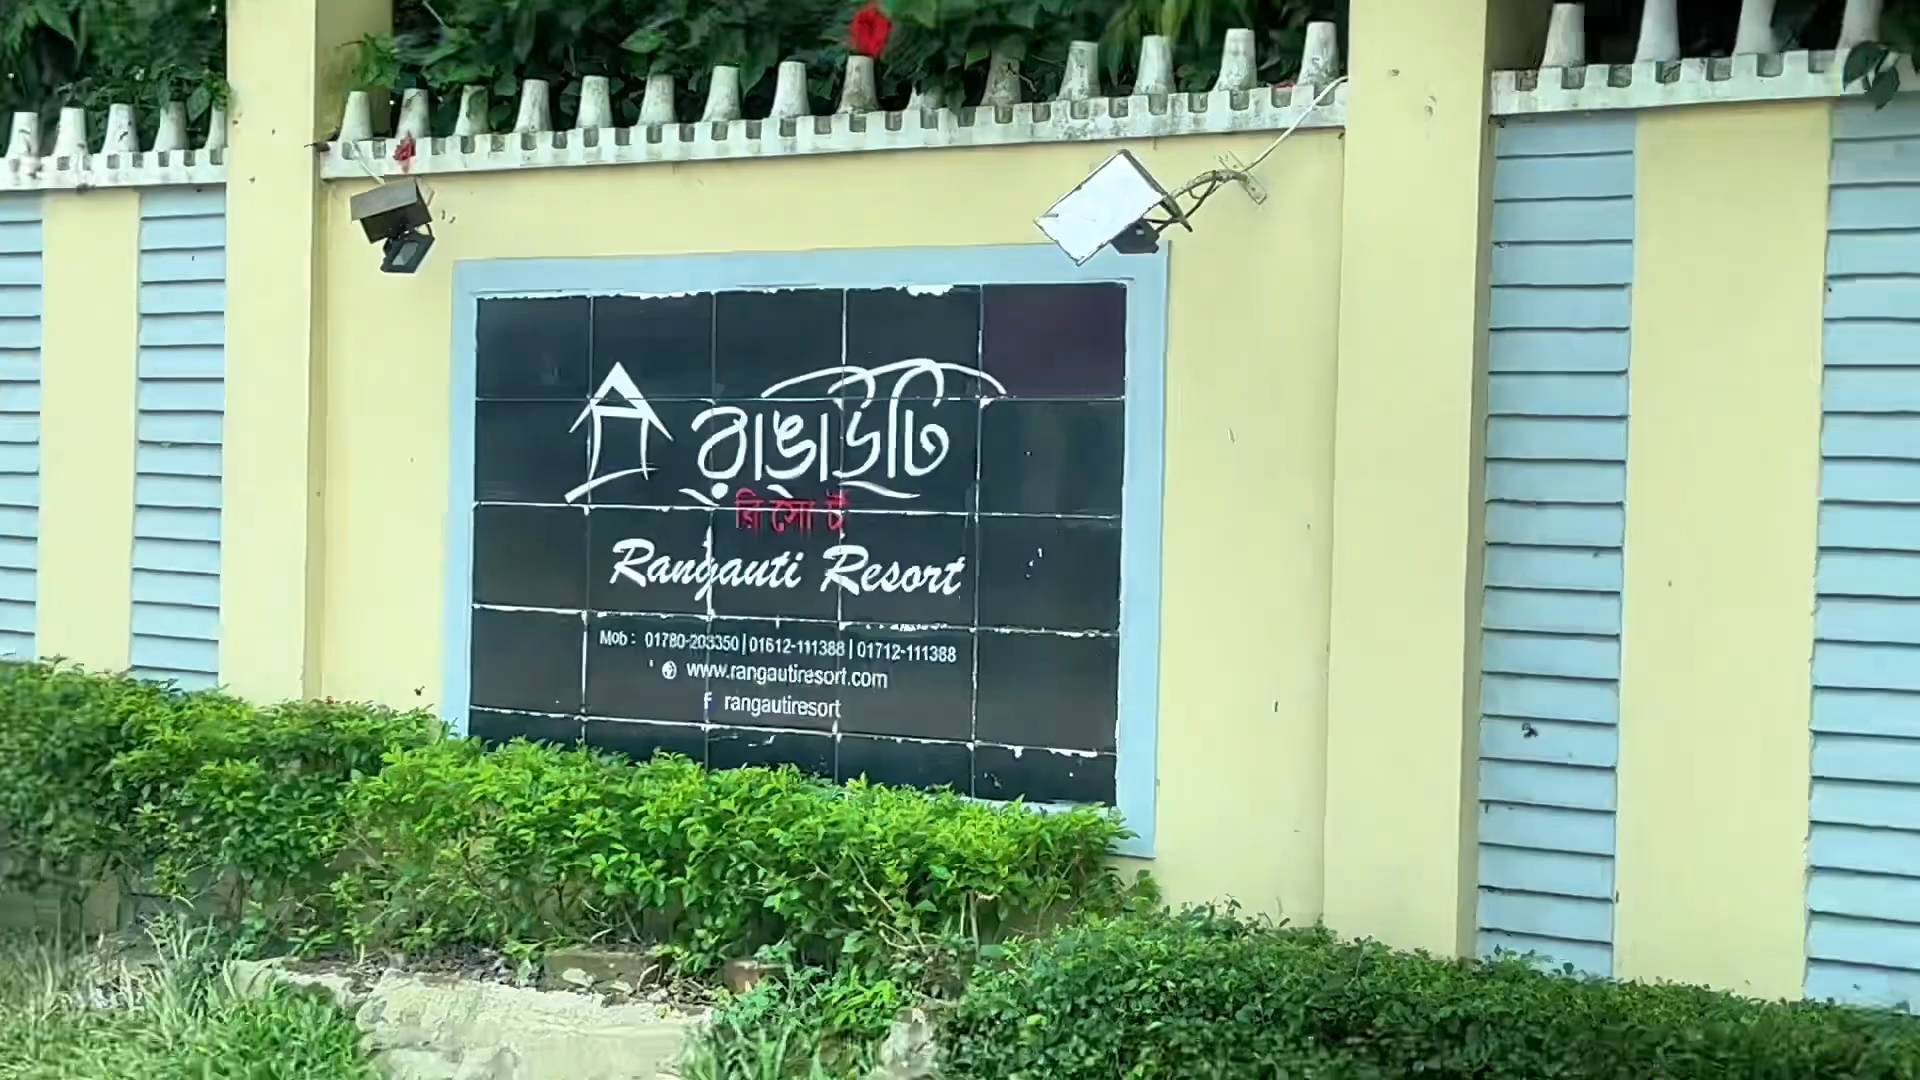 রাঙাউটি
রিসোর্ট
Rangauti Resort
Mob : 01780-203350 | 01612-111388 | 01712-111388
www.rangautiresort.com
f rangautiresort